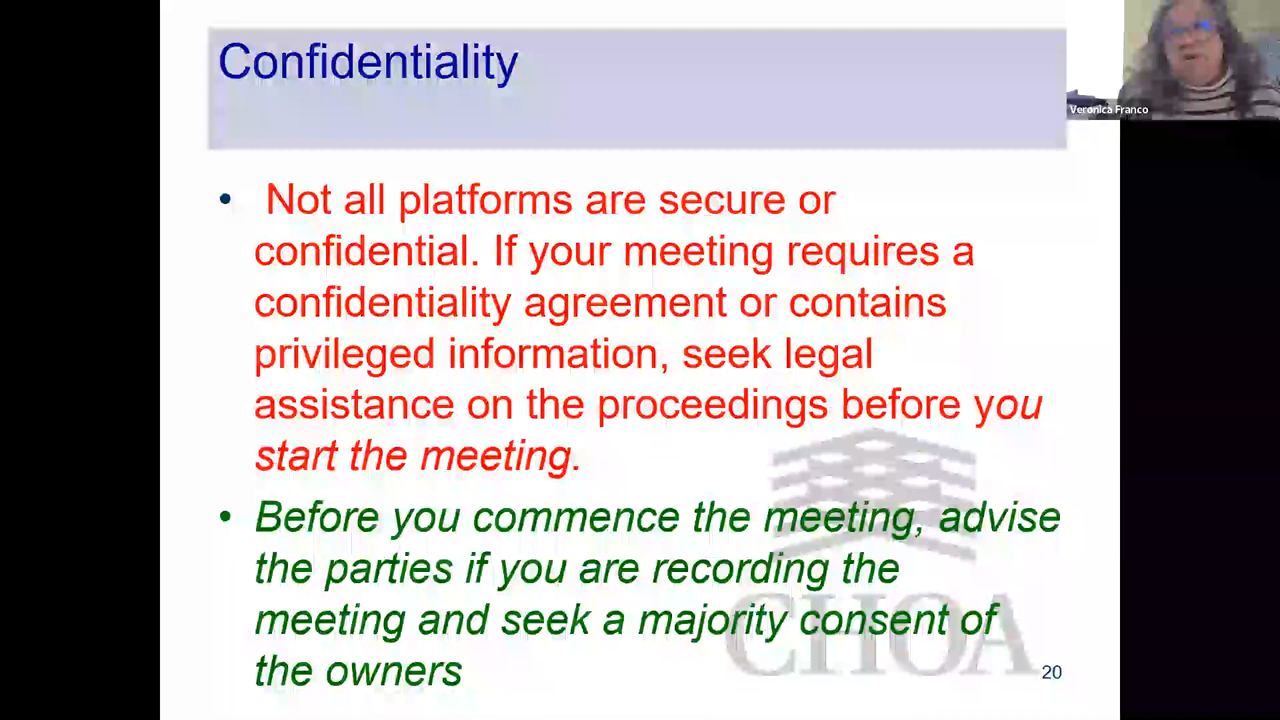 Confidentiality
Veronica Franco
• Not all platforms are secure or
confidential. If your meeting requires a
confidentiality agreement or contains
privileged information, seek legal
assistance on the proceedings before you
start the meeting.
• Before you commence the meeting, advise
the parties if you are recording the
meeting and seek a majority consent of
the owners
CHOA
20